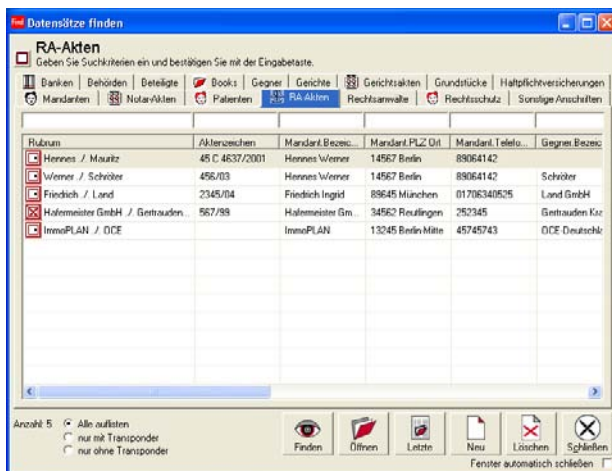 Find Datensätze finden
RA-Akten
Geben Sie Suchkriterien ein und bestätigen Sie mit der Eingabetaste.
Banken Behörden Beteiligte Books Gegner Gerichte Gerichtsakten Grundstücke Haftpflichtversicherungen
Mandanten Notar-Akten Patienten RA-Akten Rechtsanwälte Rechtsschutz Sonstige Anschriften
Rubrum Aktenzeichen Mandant.Bezeic... Mandant.PLZ Ort Mandant.Telefo... Gegner.Bezeic
Hennes ./. Mauritz 45 C 4637/2001 Hennes Werner 14567 Berlin 89064142
Werner ./. Schröter 456/03 Hennes Werner 14567 Berlin 89064142 Schröter
Friedrich ./. Land 2345/04 Friedrich Ingrid 89645 München 01706340525 Land GmbH
Hafermeister GmbH ./. Gertrauden... 567/99 Hafermeister Gm... 34562 Reutlingen 252345 Gertrauden Kra
ImmoPLAN ./. OCE ImmoPLAN 13245 Berlin Mitte 45745743 OCE-Deutschla
Anzahl: 5 Alle auflisten
nur mit Transponder
nur ohne Transponder
Finden Öffnen Letzte Neu Löschen Schließen
Fenster automatisch schließen